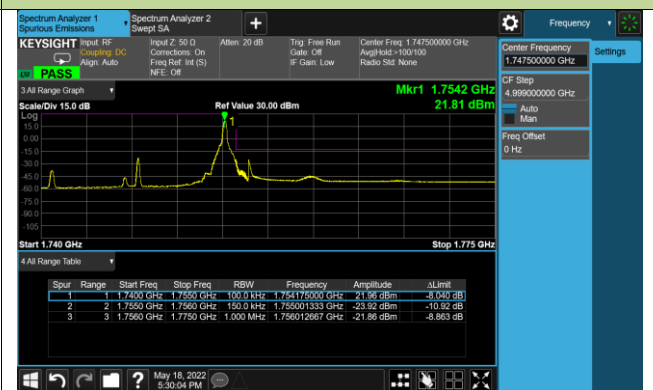 Spectrum Analyzer 1
Spurious Emissions
Spectrum Analyzer 2
Swept SA
+
Frequency
KEYSIGHT
Input: RF
Coupling: DC
Align: Auto
Input Z: 50 Ω
Corrections: On
Freq Ref: Int (S)
NFE: Off
Atten: 20 dB
Trig: Free Run
Gate: Off
IF Gain: Low
Center Freq: 1.747500000 GHz
Avg|Hold:>100/100
Radio Std: None
PASS
Center Frequency
1.747500000 GHz
Settings
CF Step
4.999000000 GHz
Auto
Man
Freq Offset
0 Hz
3 All Range Graph
Mkr1 1.7542 GHz
Scale/Div 15.0 dB
Ref Value 30.00 dBm
21.81 dBm
Log
1
15.0
0.00
-15.0
-30.0
-45.0
-60.0
-75.0
-90.0
-105
Start 1.740 GHz
Stop 1.775 GHz
4 All Range Table
Spur Range Start Freq Stop Freq RBW Frequency Amplitude ΔLimit
1 1 1.7400 GHz 1.7550 GHz 100.0 kHz 1.754175000 GHz 21.96 dBm -8.040 dB
2 2 1.7550 GHz 1.7560 GHz 150.0 kHz 1.755001333 GHz -23.92 dBm -10.92 dB
3 3 1.7560 GHz 1.7750 GHz 1.000 MHz 1.756012667 GHz -21.86 dBm -8.863 dB
?
May 18, 2022
5:30:04 PM